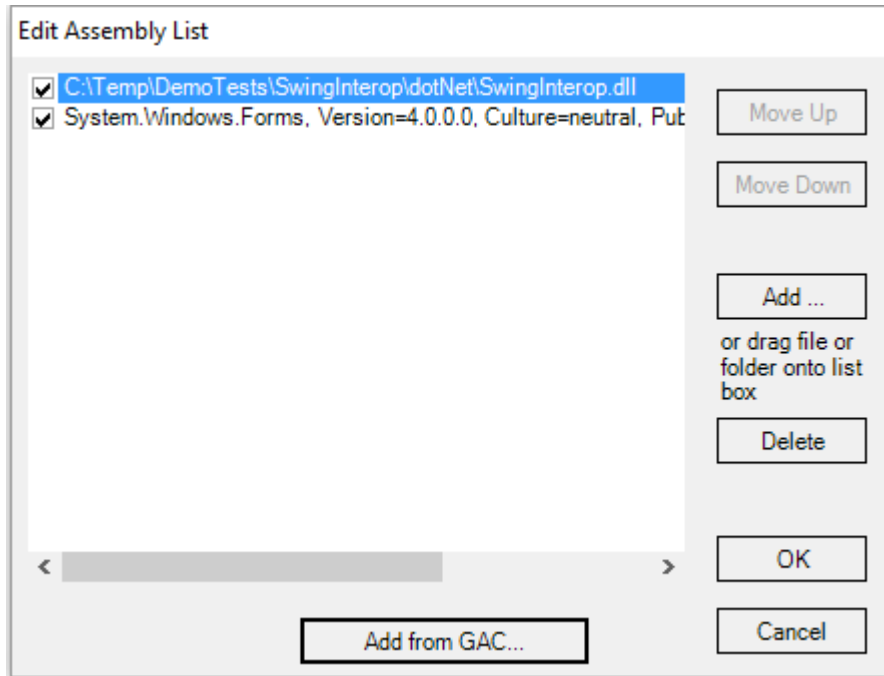 Edit Assembly List
C:\Temp\DemoTests\SwingInterop\dotNet\SwingInterop.dll
System.Windows.Forms, Version=4.0.0.0, Culture=neutral, Pub
Move Up
Move Down
Add ...
or drag file or
folder onto list
box
Delete
OK
Cancel
Add from GAC...